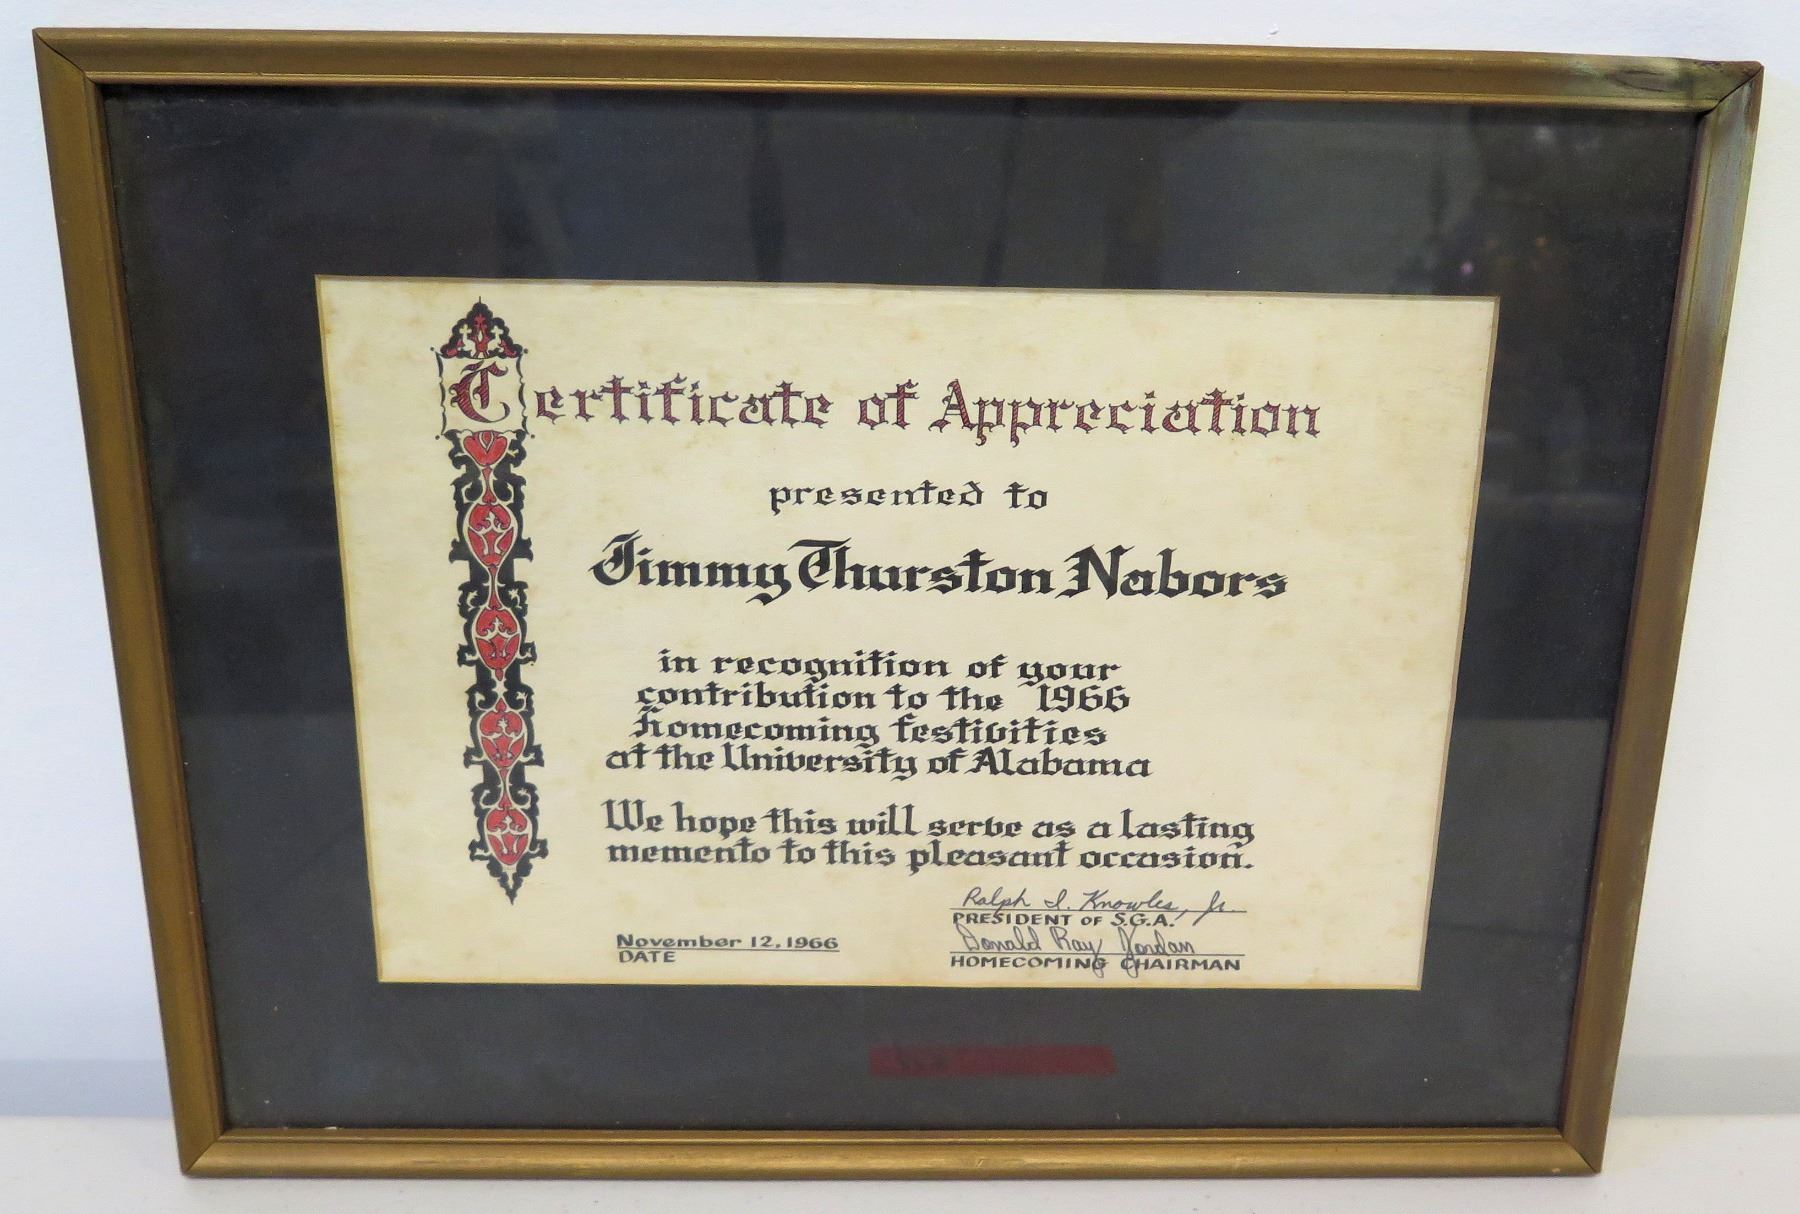 Certificate of Appreciation
presented to
Jimmy Thurston Nabors
in recognition of your
contribution to the 1966
Homecoming festivities
at the University of Alabama
We hope this will serve as a lasting
memento to this pleasant occasion.
Ralph I. Knowles, Jr.
PRESIDENT OF S.G.A.
November 12, 1966
DATE
Donald Ray Jordan
HOMECOMING CHAIRMAN